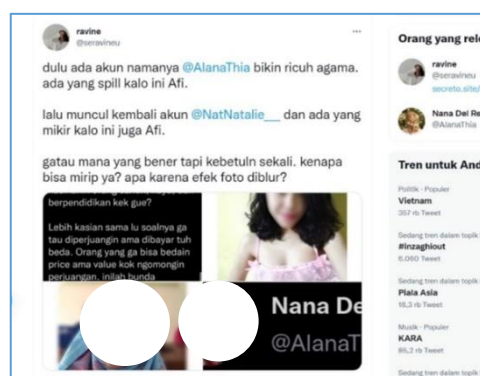 ravine
@seravineu
dulu ada akun namanya @AlanaThia bikin ricuh agama.
ada yang spill kalo ini Afi.
lalu muncul kembali akun @NatNatalie___ dan ada yang
mikir kalo ini juga Afi.
gatau mana yang bener tapi kebetuln sekali. kenapa
bisa mirip ya? apa karena efek foto diblur?
berpendidikan kek gue?
Lebih kasian sama lu soalnya ga
tau diperjuangin ama dibayar tuh
beda. Orang yang ga bisa bedain
price ama value kok ngomongin
perjuangan. inilah bunda
Nana De
@AlanaT
Orang yang rele
ravine
@seravineu
secreto.site/
Nana Del Re
@AlanaThia
Tren untuk And
Politik · Populer
Vietnam
357 rb Tweet
Sedang tren dalam topik
#inzaghiout
6.050 Tweet
Sedang tren dalam topik
Piala Asia
15,3 rb Tweet
Musik · Populer
KARA
85,2 rb Tweet
Sedang tren dalam topik